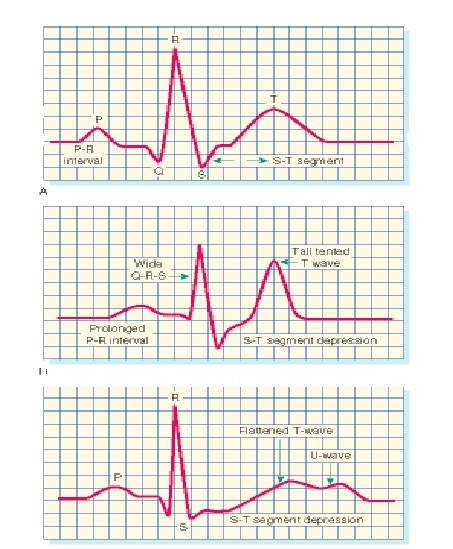 R
P
T
P-R
interval
Q
S
S-T segment
A
Wide
Q-R-S
Tall tented
T wave
Prolonged
P-R interval
S-T segment depression
R
Flattened T-wave
U-wave
P
S
S-T segment depression